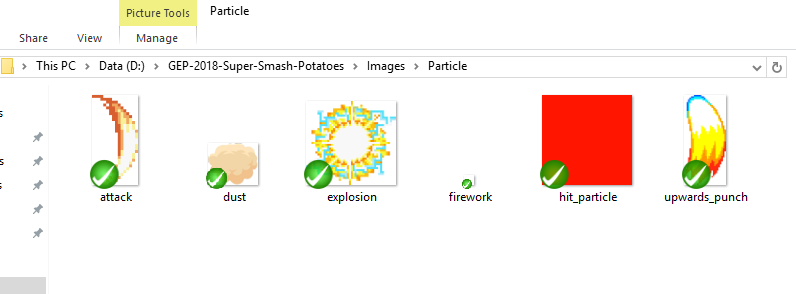 Picture Tools Particle
Share View Manage
This PC Data (D:) GEP-2018-Super-Smash-Potatoes Images Particle
attack dust explosion firework hit_particle upwards_punch